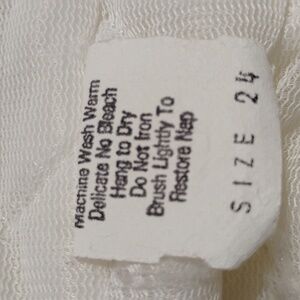 Machine Wash Warm
Delicate No Bleach
Hang to Dry
Do Not Iron
Brush Lightly To
Restore Nap
SIZE 24